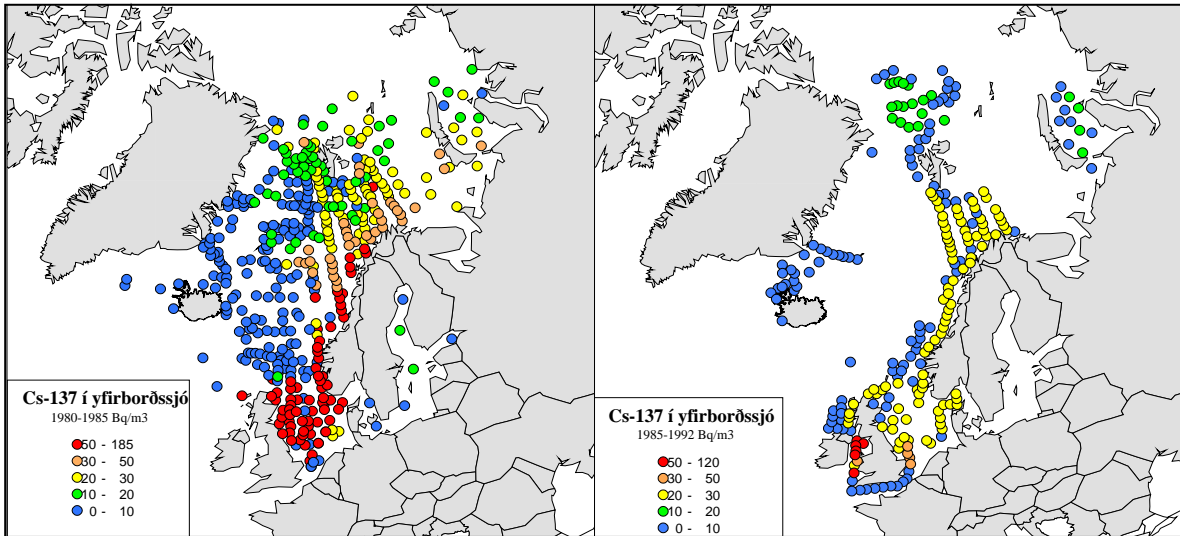 Cs-137 í yfirborðssjó
1980-1985 Bq/m3
50 - 185
30 - 50
20 - 30
10 - 20
0 - 10
Cs-137 í yfirborðssjó
1985-1992 Bq/m3
50 - 120
30 - 50
20 - 30
10 - 20
0 - 10